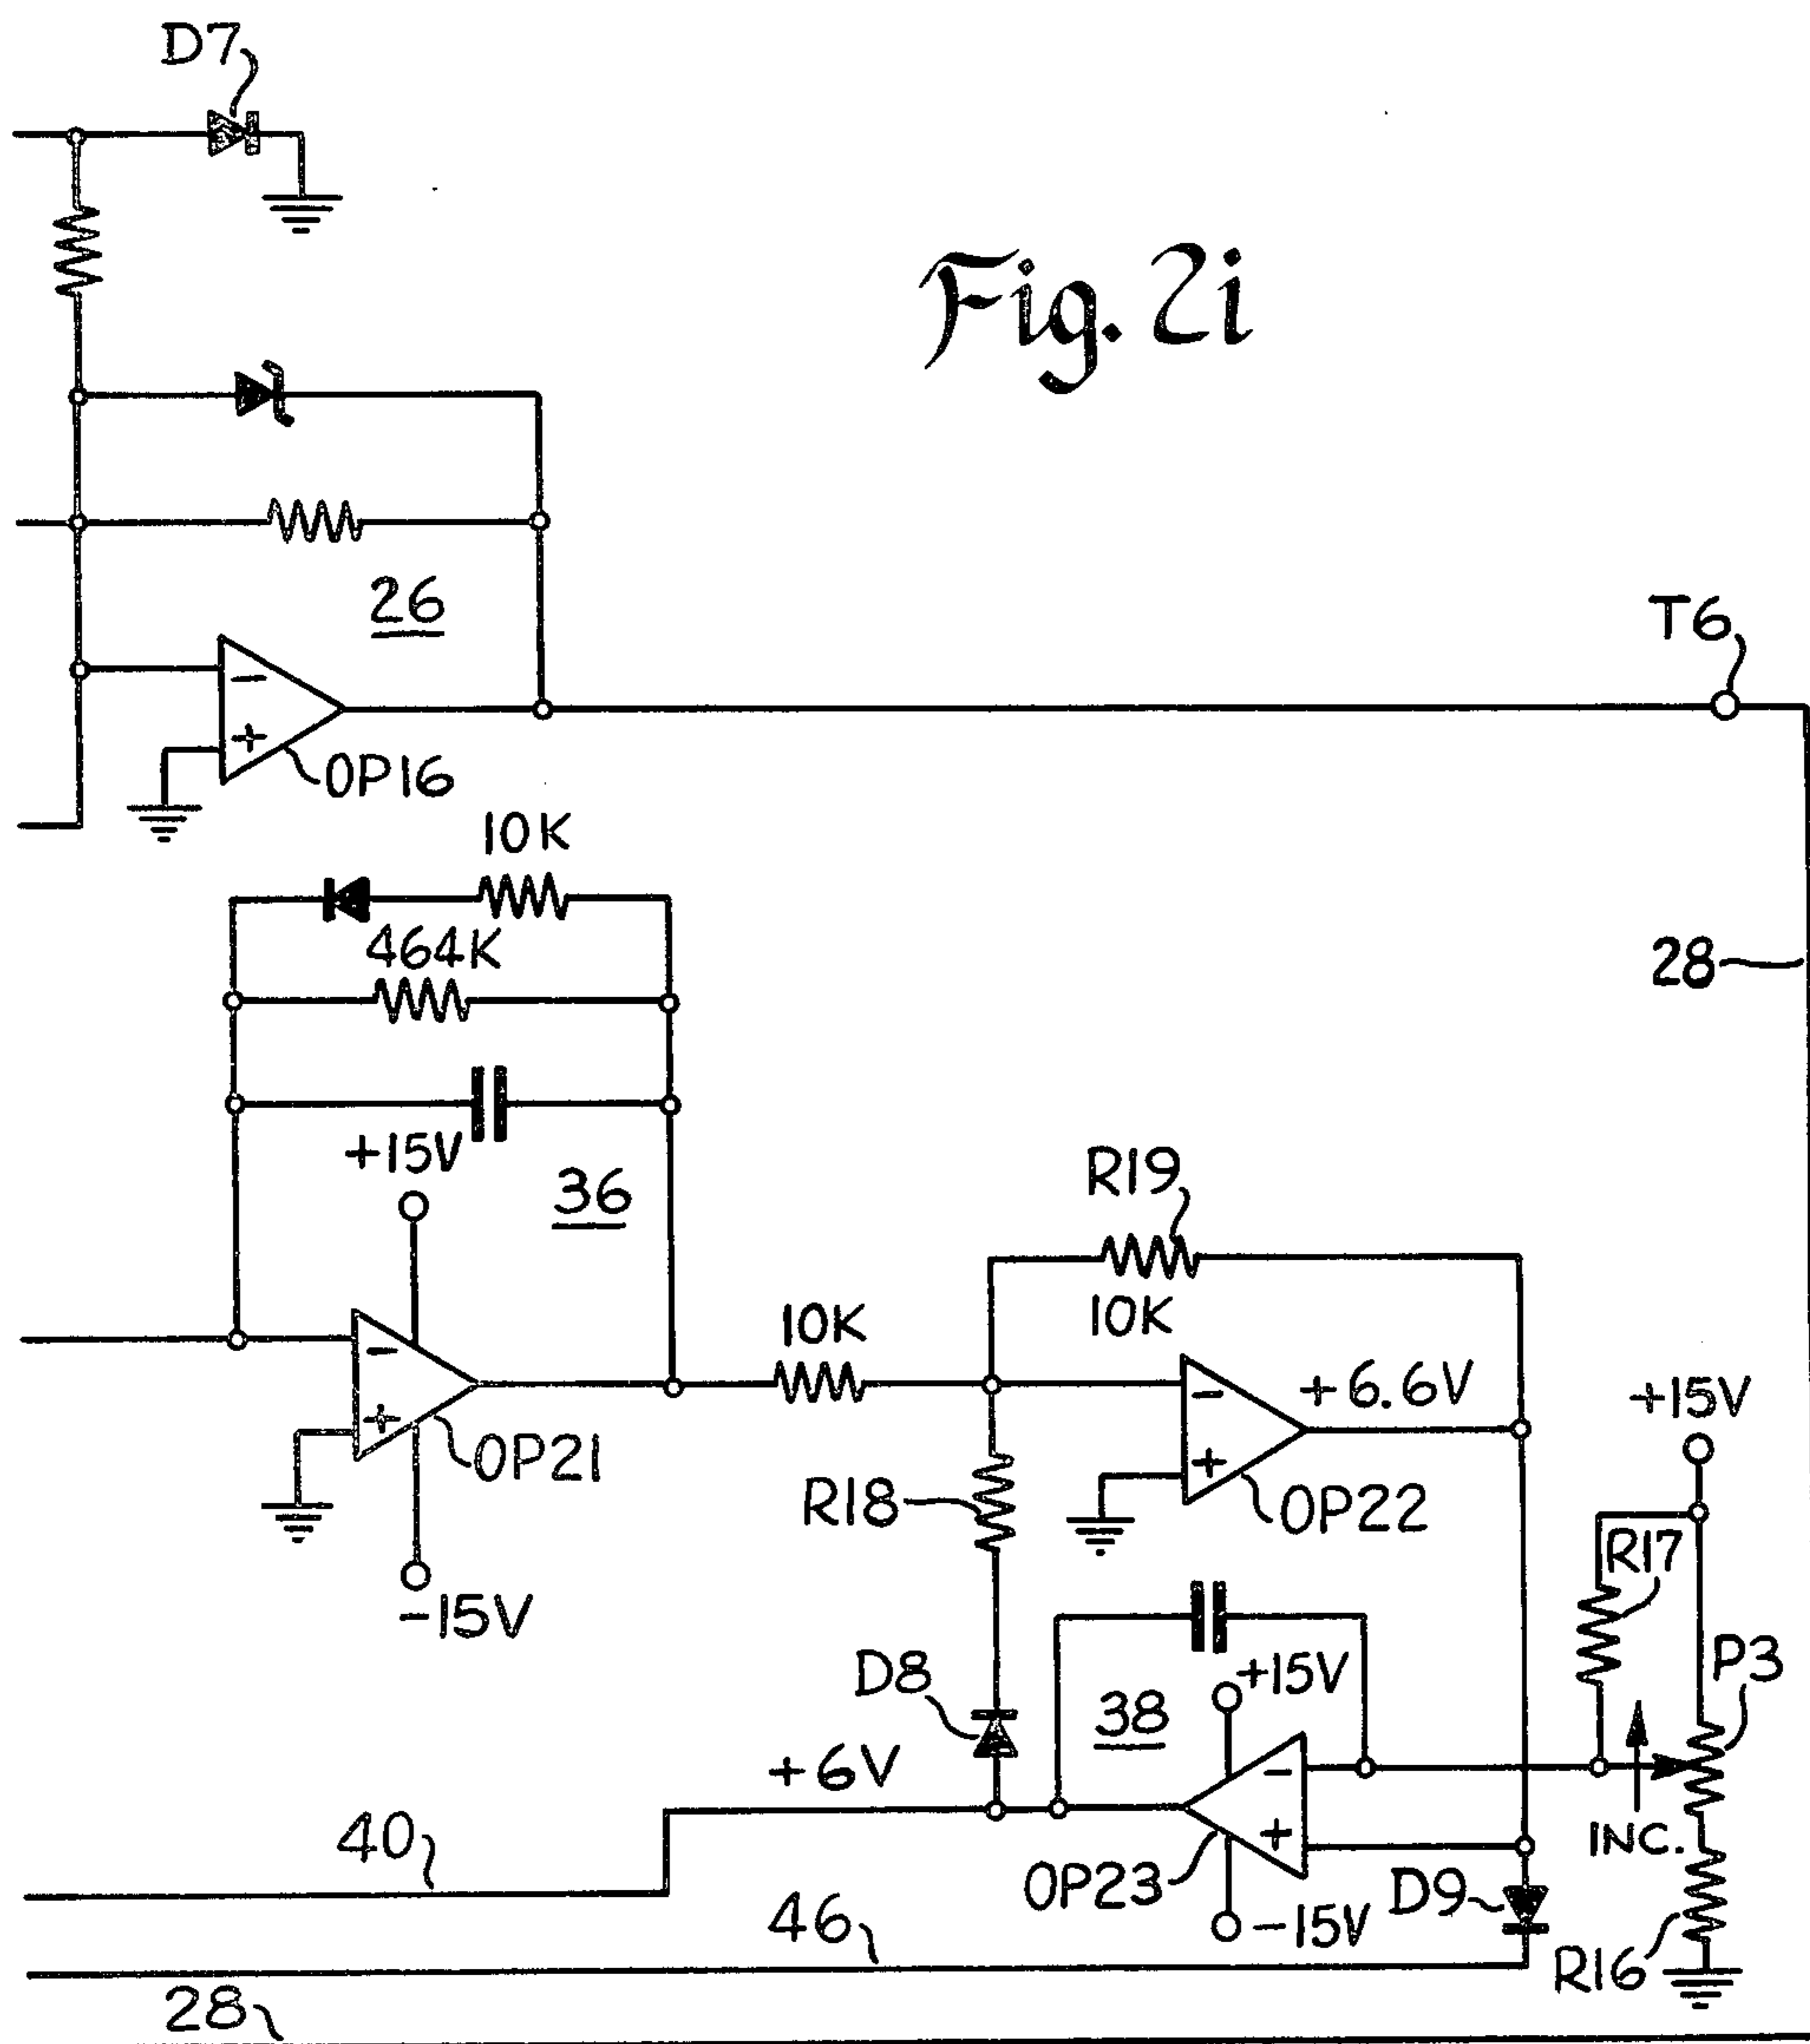 D7
Fig. 2i
26
T6
-
+
OP16
10K
464K
28
+15V
36
R19
10K
10K
-
+
OP21
-15V
-
+
+6.6V
OP22
R18
+15V
R17
P3
D8
+15V
38
-
+
+6V
INC.
40
OP23
D9
46
-15V
R16
28